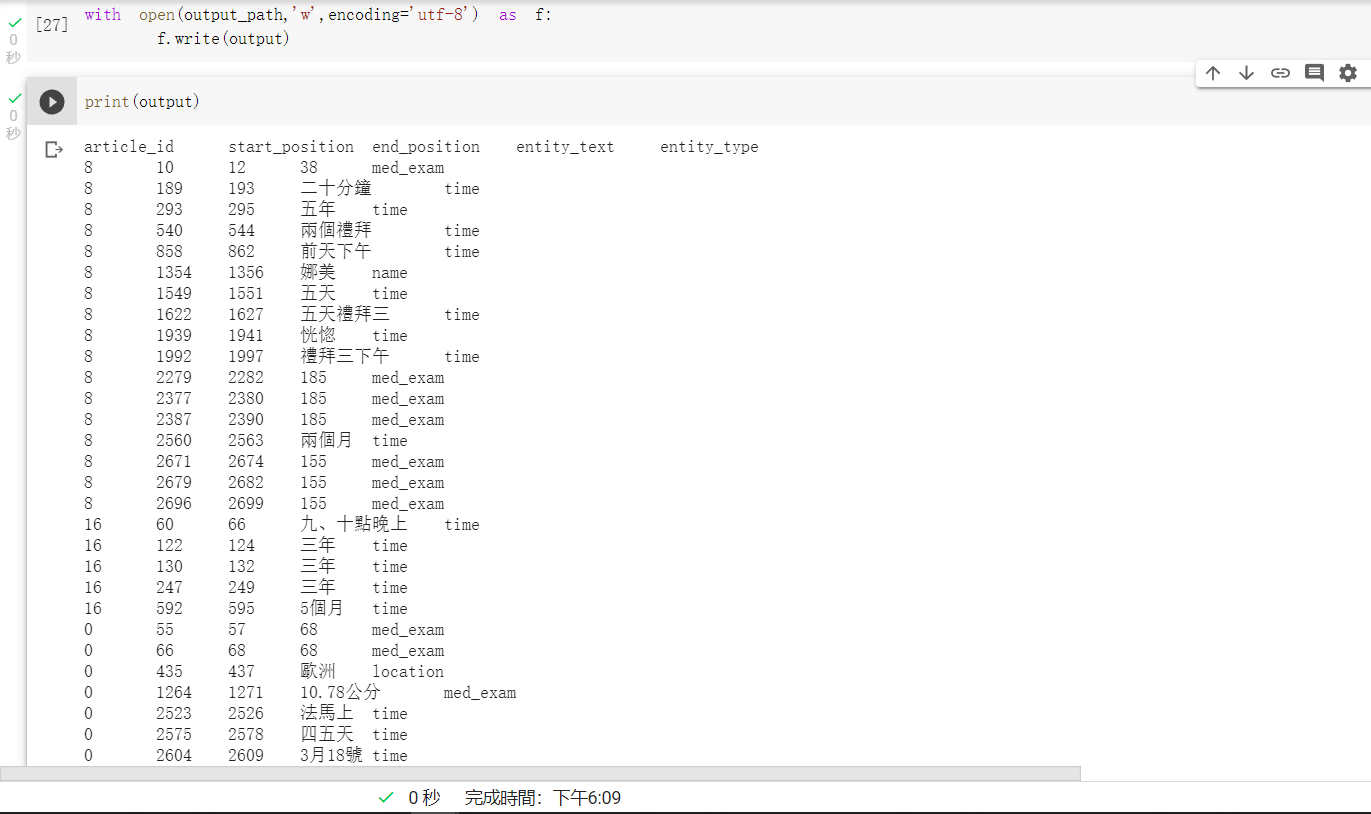 [27] with open(output_path,'w',encoding='utf-8') as f:
0 f.write(output)
秒
print(output)
0
秒
article_id start_position end_position entity_text entity_type
8 10 12 38 med_exam
8 189 193 二十分鐘 time
8 293 295 五年 time
8 540 544 兩個禮拜 time
8 858 862 前天下午 time
8 1354 1356 娜美 name
8 1549 1551 五天 time
8 1622 1627 五天禮拜三 time
8 1939 1941 恍惚 time
8 1992 1997 禮拜三下午 time
8 2279 2282 185 med_exam
8 2377 2380 185 med_exam
8 2387 2390 185 med_exam
8 2560 2563 兩個月 time
8 2671 2674 155 med_exam
8 2679 2682 155 med_exam
8 2696 2699 155 med_exam
16 60 66 九、十點晚上 time
16 122 124 三年 time
16 130 132 三年 time
16 247 249 三年 time
16 592 595 5個月 time
0 55 57 68 med_exam
0 66 68 68 med_exam
0 435 437 歐洲 location
0 1264 1271 10.78公分 med_exam
0 2523 2526 法馬上 time
0 2575 2578 四五天 time
0 2604 2609 3月18號 time
0 秒 完成時間: 下午6:09